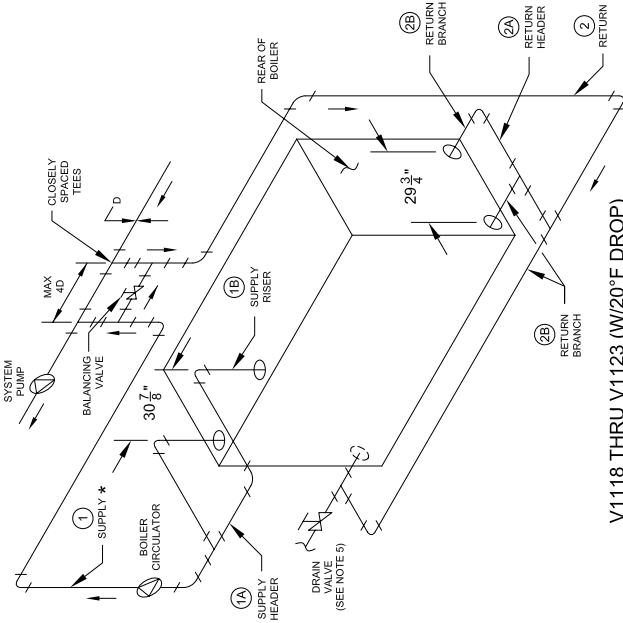 SYSTEM
PUMP
MAX
4D
CLOSELY
SPACED
TEES
D
BALANCING
VALVE
1
SUPPLY *
BOILER
CIRCULATOR
1A
SUPPLY
HEADER
30 7/8"
1B
SUPPLY
RISER
REAR OF
BOILER
29 3/4"
2B
RETURN
BRANCH
2A
RETURN
HEADER
2
RETURN
DRAIN
VALVE
(SEE NOTE 5)
2B
RETURN
BRANCH
V1118 THRU V1123 (W/20°F DROP)